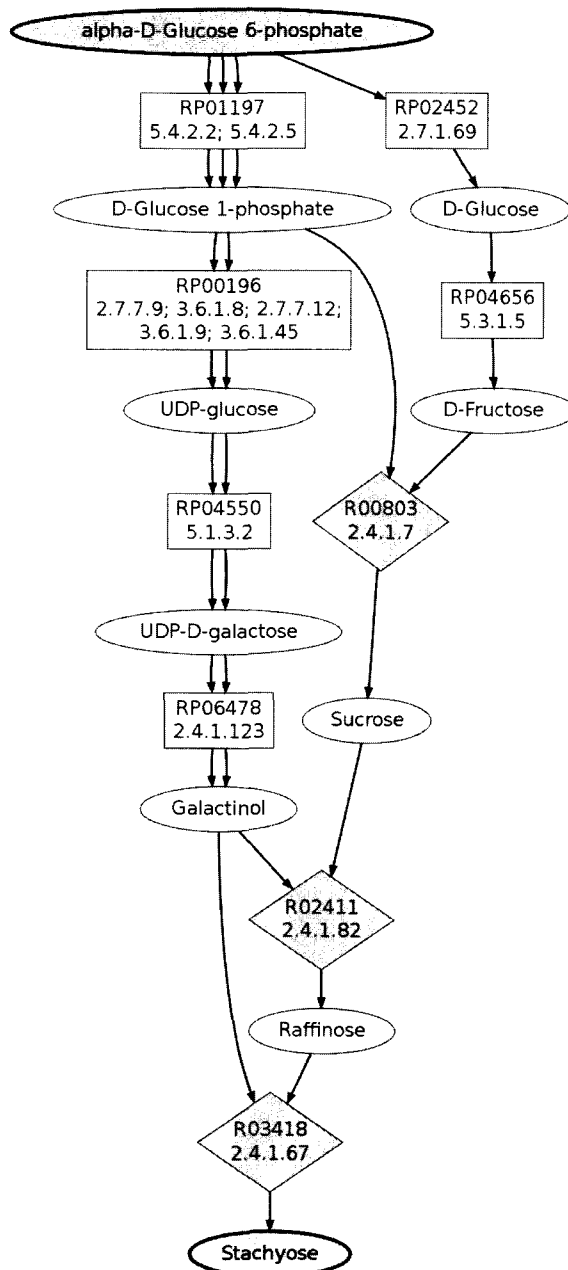 alpha-D-Glucose 6-phosphate
RP01197
5.4.2.2; 5.4.2.5
RP02452
2.7.1.69
D-Glucose 1-phosphate
D-Glucose
RP00196
2.7.7.9; 3.6.1.8; 2.7.7.12;
3.6.1.9; 3.6.1.45
RP04656
5.3.1.5
UDP-glucose
D-Fructose
RP04550
5.1.3.2
R00803
2.4.1.7
UDP-D-galactose
RP06478
2.4.1.123
Sucrose
Galactinol
R02411
2.4.1.82
Raffinose
R03418
2.4.1.67
Stachyose